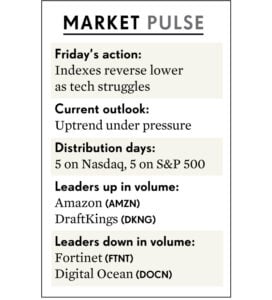 MARKET PULSE
Friday's action:
Indexes reverse lower
as tech struggles
Current outlook:
Uptrend under pressure
Distribution days:
5 on Nasdaq, 5 on S&P 500
Leaders up in volume:
Amazon (AMZN)
DraftKings (DKNG)
Leaders down in volume:
Fortinet (FTNT)
Digital Ocean (DOCN)